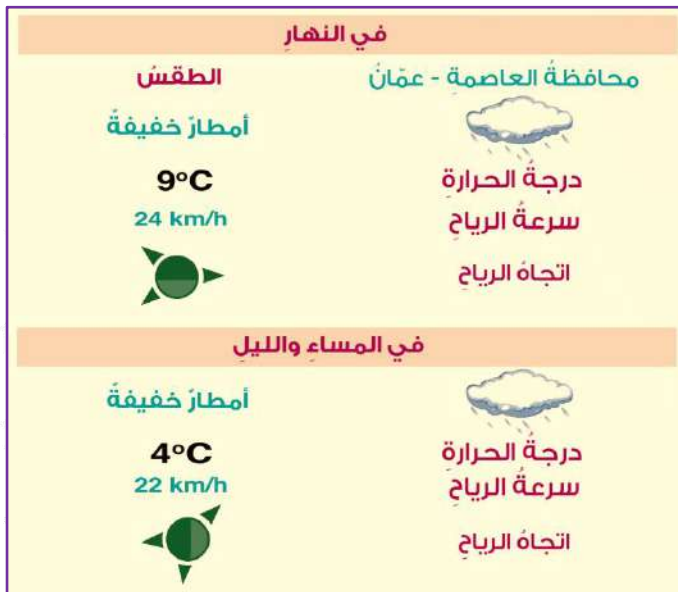 في النهارِ
محافظةُ العاصمةِ - عمّانُ الطقسُ
أمطارٌ خفيفةٌ
درجةُ الحرارةِ 9°C
سرعةُ الرياحِ 24 km/h
اتجاهُ الرياحِ
في المساءِ والليلِ
أمطارٌ خفيفةٌ
درجةُ الحرارةِ 4°C
سرعةُ الرياحِ 22 km/h
اتجاهُ الرياحِ